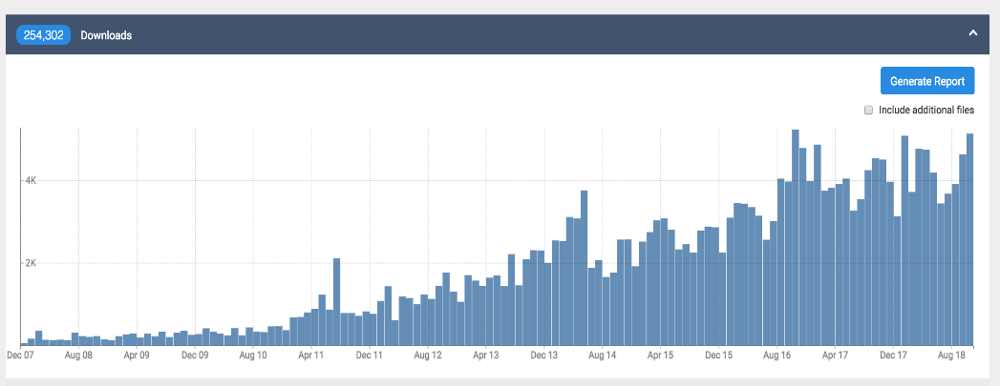 254,302 Downloads
Generate Report
Include additional files
4K
2K
Dec 07 Aug 08 Apr 09 Dec 09 Aug 10 Apr 11 Dec 11 Aug 12 Apr 13 Dec 13 Aug 14 Apr 15 Dec 15 Aug 16 Apr 17 Dec 17 Aug 18